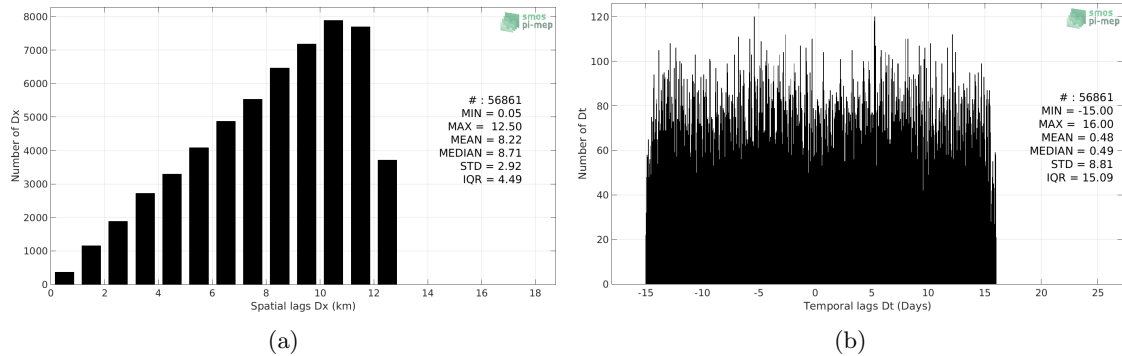 8000
7000
6000
5000
4000
3000
2000
1000
0
Number of Dx
0 2 4 6 8 10 12 14 16 18
Spatial lags Dx (km)
smos
pi-mep
# : 56861
MIN = 0.05
MAX = 12.50
MEAN = 8.22
MEDIAN = 8.71
STD = 2.92
IQR = 4.49
(a)
120
100
80
60
40
20
0
Number of Dt
-15 -10 -5 0 5 10 15 20 25
Temporal lags Dt (Days)
smos
pi-mep
# : 56861
MIN = -15.00
MAX = 16.00
MEAN = 0.48
MEDIAN = 0.49
STD = 8.81
IQR = 15.09
(b)